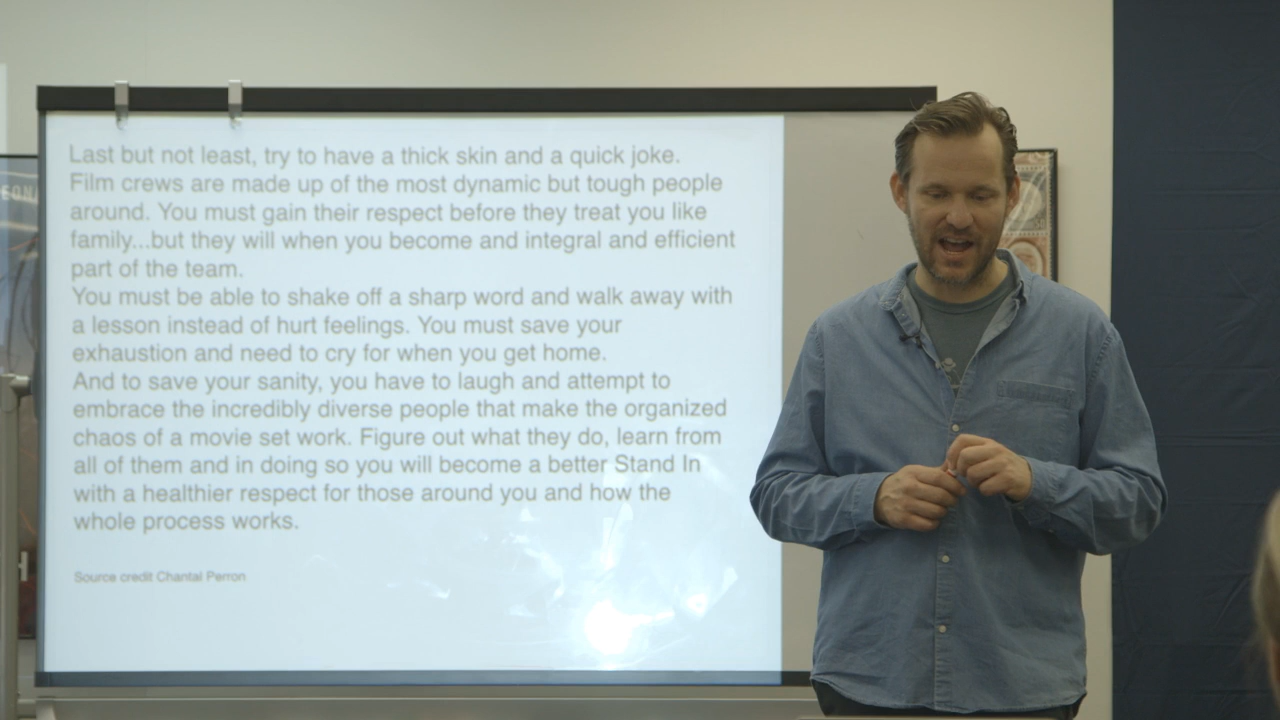 Last but not least, try to have a thick skin and a quick joke.
Film crews are made up of the most dynamic but tough people
around. You must gain their respect before they treat you like
family...but they will when you become and integral and efficient
part of the team.
You must be able to shake off a sharp word and walk away with
a lesson instead of hurt feelings. You must save your
exhaustion and need to cry for when you get home.
And to save your sanity, you have to laugh and attempt to
embrace the incredibly diverse people that make the organized
chaos of a movie set work. Figure out what they do, learn from
all of them and in doing so you will become a better Stand In
with a healthier respect for those around you and how the
whole process works.
Source credit Chantal Perron